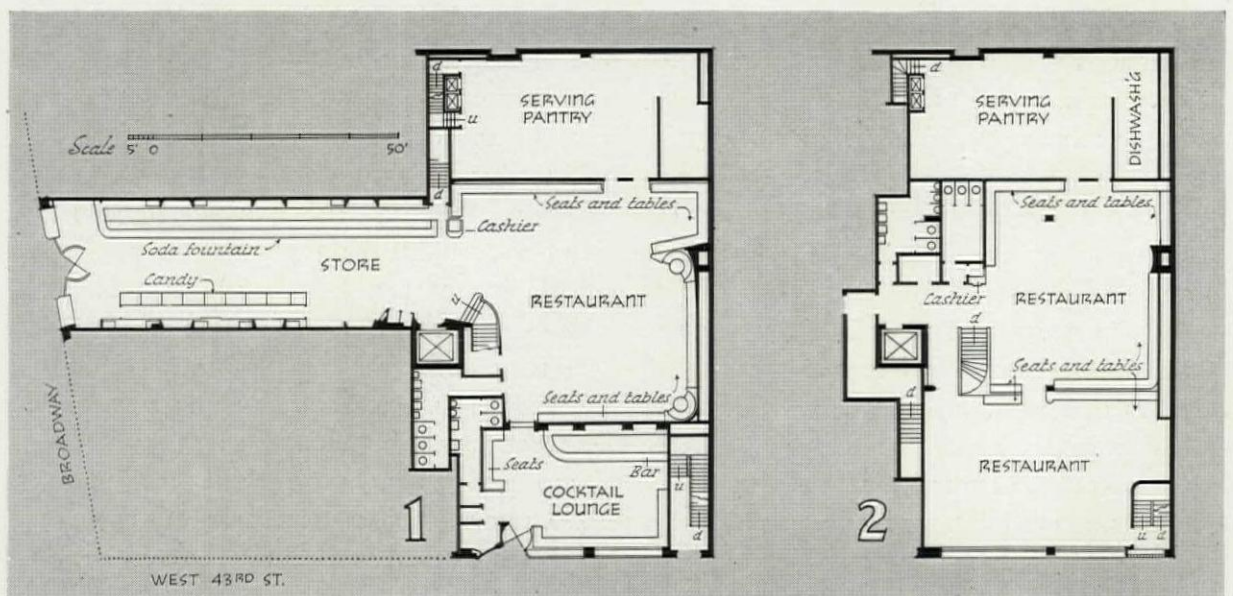 d
SERVING
PANTRY
u
Scale 5' 0 50'
d
Seats and tables
Cashier
Soda fountain
STORE
Candy
u
RESTAURANT
Seats and tables
BROADWAY
Seats
Bar
COCKTAIL
LOUNGE
u
d
1
WEST 43RD ST.
d
SERVING
PANTRY
DISHWASH'G
Seats and tables
Cashier
RESTAURANT
d
Seats and tables
d
RESTAURANT
u d
2